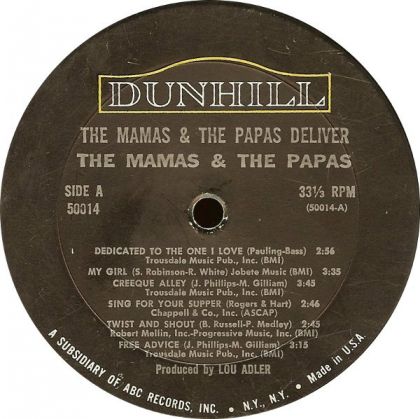 DUNHILL
THE MAMAS & THE PAPAS DELIVER
THE MAMAS & THE PAPAS
SIDE A
50014
33⅓ RPM
(50014-A)
DEDICATED TO THE ONE I LOVE (Pauling-Bass) 2:56
Trousdale Music Pub., Inc. (BMI)
MY GIRL (S. Robinson-R. White) Jobete Music (BMI) 3:35
CREEQUE ALLEY (J. Phillips-M. Gilliam) 3:45
Trousdale Music Pub., Inc. (BMI)
SING FOR YOUR SUPPER (Rogers & Hart) 2:46
Chappell & Co., Inc. (ASCAP)
TWIST AND SHOUT (B. Russell-P. Medley) 2:45
Robert Mellin, Inc.-Progressive Music, Inc. (BMI)
FREE ADVICE (J. Phillips-M. Gilliam) 3:15
Trousdale Music Pub., Inc. (BMI)
Produced by LOU ADLER
A SUBSIDIARY OF ABC RECORDS, INC. • N.Y., N.Y. • Made in U.S.A.